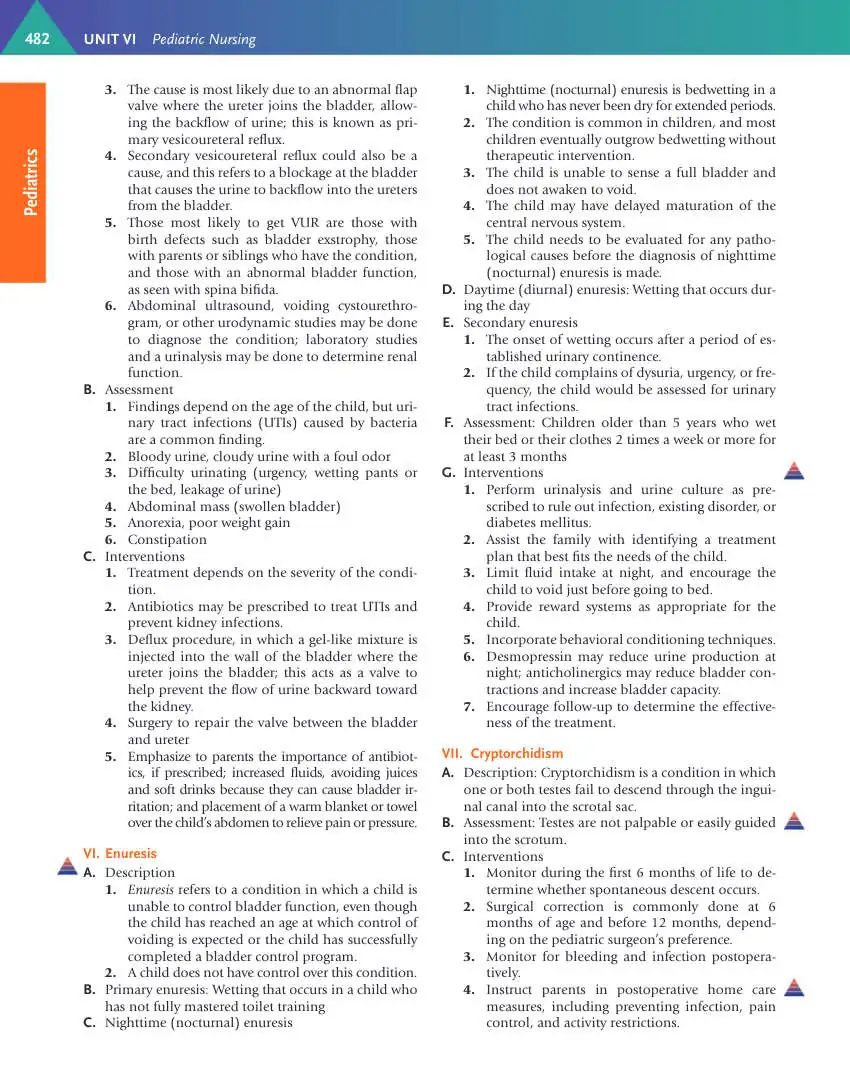 482 UNIT VI Pediatric Nursing
Pediatrics
3. The cause is most likely due to an abnormal flap
valve where the ureter joins the bladder, allow-
ing the backflow of urine; this is known as pri-
mary vesicoureteral reflux.
4. Secondary vesicoureteral reflux could also be a
cause, and this refers to a blockage at the bladder
that causes the urine to backflow into the ureters
from the bladder.
5. Those most likely to get VUR are those with
birth defects such as bladder exstrophy, those
with parents or siblings who have the condition,
and those with an abnormal bladder function,
as seen with spina bifida.
6. Abdominal ultrasound, voiding cystourethro-
gram, or other urodynamic studies may be done
to diagnose the condition; laboratory studies
and a urinalysis may be done to determine renal
function.
B. Assessment
1. Findings depend on the age of the child, but uri-
nary tract infections (UTIs) caused by bacteria
are a common finding.
2. Bloody urine, cloudy urine with a foul odor
3. Difficulty urinating (urgency, wetting pants or
the bed, leakage of urine)
4. Abdominal mass (swollen bladder)
5. Anorexia, poor weight gain
6. Constipation
C. Interventions
1. Treatment depends on the severity of the condi-
tion.
2. Antibiotics may be prescribed to treat UTIs and
prevent kidney infections.
3. Deflux procedure, in which a gel-like mixture is
injected into the wall of the bladder where the
ureter joins the bladder; this acts as a valve to
help prevent the flow of urine backward toward
the kidney.
4. Surgery to repair the valve between the bladder
and ureter
5. Emphasize to parents the importance of antibiot-
ics, if prescribed; increased fluids, avoiding juices
and soft drinks because they can cause bladder ir-
ritation; and placement of a warm blanket or towel
over the child's abdomen to relieve pain or pressure.
VI. Enuresis
A. Description
1. Enuresis refers to a condition in which a child is
unable to control bladder function, even though
the child has reached an age at which control of
voiding is expected or the child has successfully
completed a bladder control program.
2. A child does not have control over this condition.
B. Primary enuresis: Wetting that occurs in a child who
has not fully mastered toilet training
C. Nighttime (nocturnal) enuresis
1. Nighttime (nocturnal) enuresis is bedwetting in a
child who has never been dry for extended periods.
2. The condition is common in children, and most
children eventually outgrow bedwetting without
therapeutic intervention.
3. The child is unable to sense a full bladder and
does not awaken to void.
4. The child may have delayed maturation of the
central nervous system.
5. The child needs to be evaluated for any patho-
logical causes before the diagnosis of nighttime
(nocturnal) enuresis is made.
D. Daytime (diurnal) enuresis: Wetting that occurs dur-
ing the day
E. Secondary enuresis
1. The onset of wetting occurs after a period of es-
tablished urinary continence.
2. If the child complains of dysuria, urgency, or fre-
quency, the child would be assessed for urinary
tract infections.
F. Assessment: Children older than 5 years who wet
their bed or their clothes 2 times a week or more for
at least 3 months
G. Interventions
1. Perform urinalysis and urine culture as pre-
scribed to rule out infection, existing disorder, or
diabetes mellitus.
2. Assist the family with identifying a treatment
plan that best fits the needs of the child.
3. Limit fluid intake at night, and encourage the
child to void just before going to bed.
4. Provide reward systems as appropriate for the
child.
5. Incorporate behavioral conditioning techniques.
6. Desmopressin may reduce urine production at
night; anticholinergics may reduce bladder con-
tractions and increase bladder capacity.
7. Encourage follow-up to determine the effective-
ness of the treatment.
VII. Cryptorchidism
A. Description: Cryptorchidism is a condition in which
one or both testes fail to descend through the ingui-
nal canal into the scrotal sac.
B. Assessment: Testes are not palpable or easily guided
into the scrotum.
C. Interventions
1. Monitor during the first 6 months of life to de-
termine whether spontaneous descent occurs.
2. Surgical correction is commonly done at 6
months of age and before 12 months, depend-
ing on the pediatric surgeon's preference.
3. Monitor for bleeding and infection postopera-
tively.
4. Instruct parents in postoperative home care
measures, including preventing infection, pain
control, and activity restrictions.